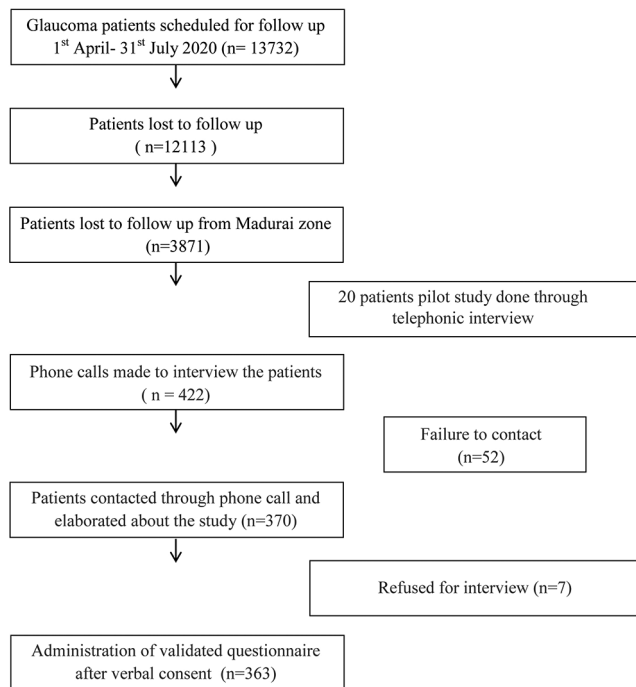 Glaucoma patients scheduled for follow up
1st April- 31st July 2020 (n= 13732)
Patients lost to follow up
( n=12113 )
Patients lost to follow up from Madurai zone
(n=3871)
20 patients pilot study done through
telephonic interview
Phone calls made to interview the patients
( n = 422)
Failure to contact
(n=52)
Patients contacted through phone call and
elaborated about the study (n=370)
Refused for interview (n=7)
Administration of validated questionnaire
after verbal consent (n=363)